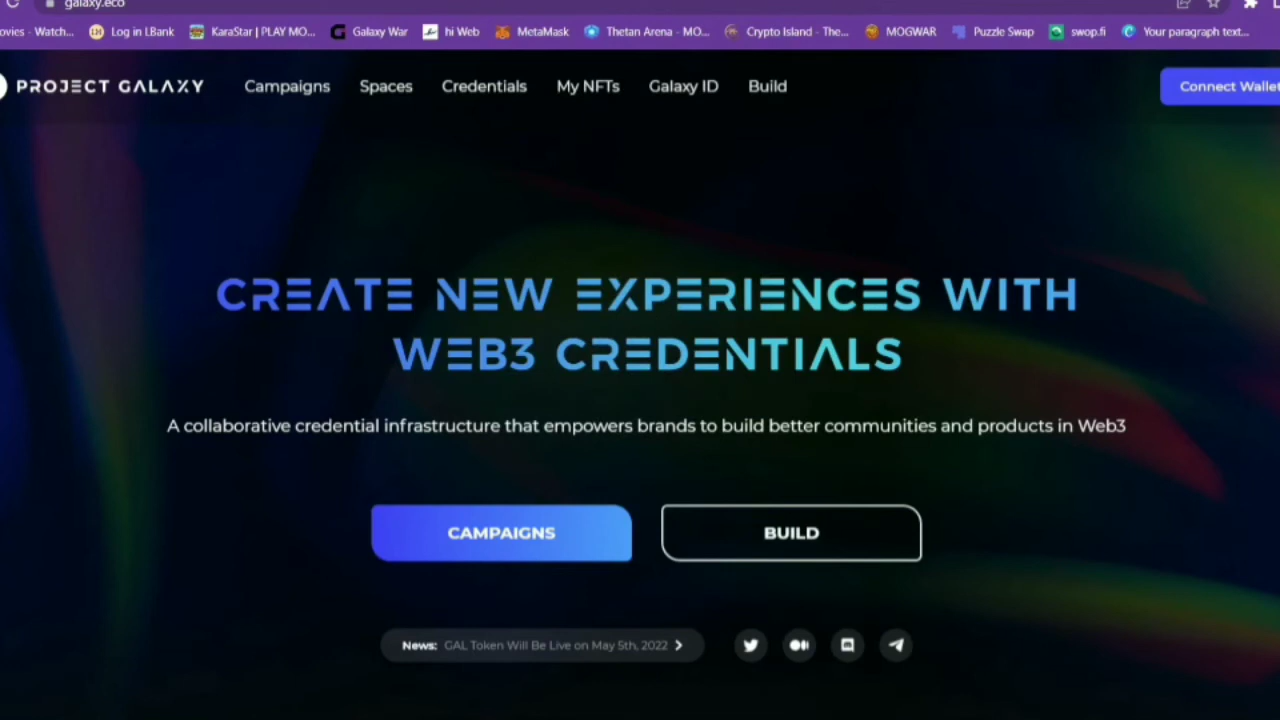 galaxy.eco
ovies - Watch... Log in LBank KaraStar | PLAY MO... Galaxy War hi Web MetaMask Thetan Arena - MO... Crypto Island - The... MOGWAR Puzzle Swap swop.fi Your paragraph text...
PROJECT GALAXY Campaigns Spaces Credentials My NFTs Galaxy ID Build Connect Wallet
CREATE NEW EXPERIENCES WITH
WEB3 CREDENTIALS
A collaborative credential infrastructure that empowers brands to build better communities and products in Web3
CAMPAIGNS BUILD
News: GAL Token Will Be Live on May 5th, 2022